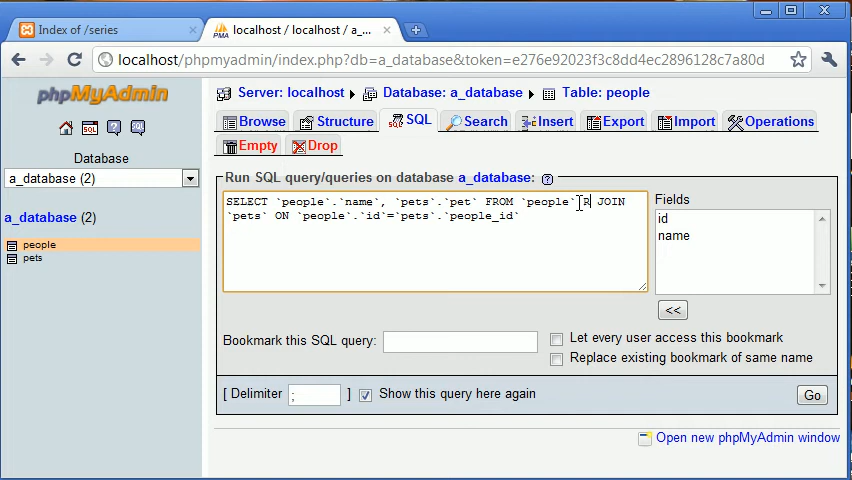 Index of /series
localhost / localhost / a_...
localhost/phpmyadmin/index.php?db=a_database&token=e276e92023f3c8dd4ec2896128c7a80d
phpMyAdmin
Server: localhost
Database: a_database
Table: people
Browse
Structure
SQL
Search
Insert
Export
Import
Operations
Empty
Drop
SQL
Database
a_database (2)
a_database (2)
people
pets
Run SQL query/queries on database a_database:
SELECT `people`.`name`, `pets`.`pet` FROM `people` R JOIN
`pets` ON `people`.`id`=`pets`.`people_id`
Fields
id
name
<<
Bookmark this SQL query:
Let every user access this bookmark
Replace existing bookmark of same name
[ Delimiter ; ] Show this query here again
Go
Open new phpMyAdmin window